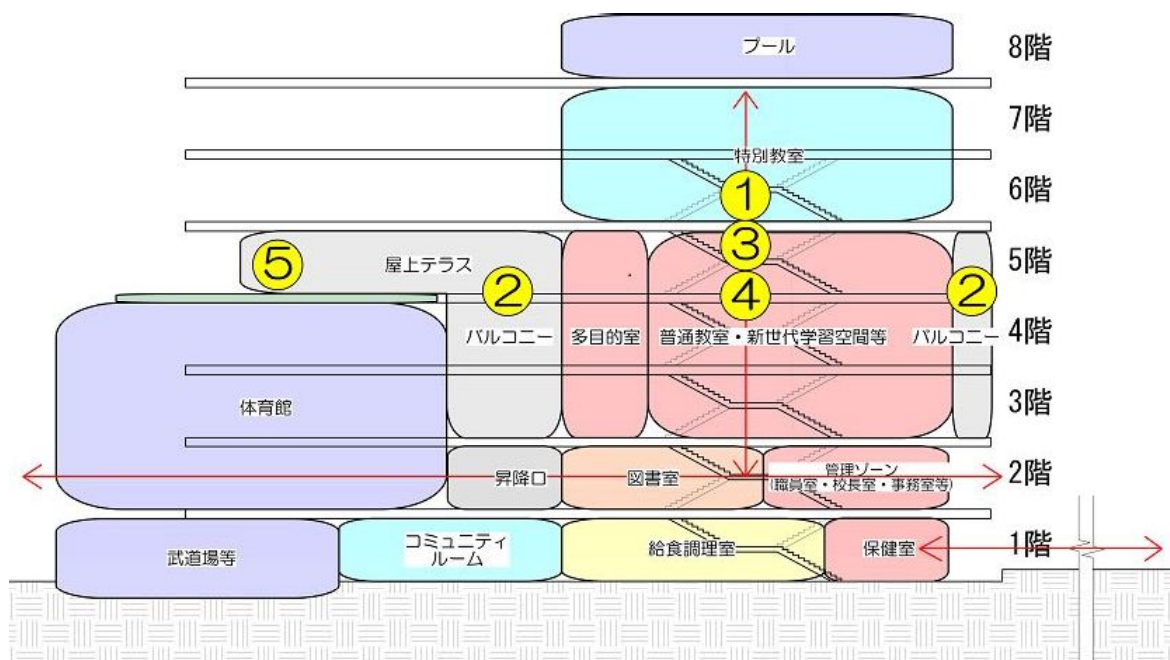 プール
8階
7階
特別教室
6階
①
③
5階
⑤
屋上テラス
②
④
②
バルコニー
多目的室
普通教室・新世代学習空間等
バルコニー
4階
体育館
3階
昇降口
図書室
管理ゾーン
(職員室・校長室・事務室等)
2階
武道場等
コミュニティ
ルーム
給食調理室
保健室
1階